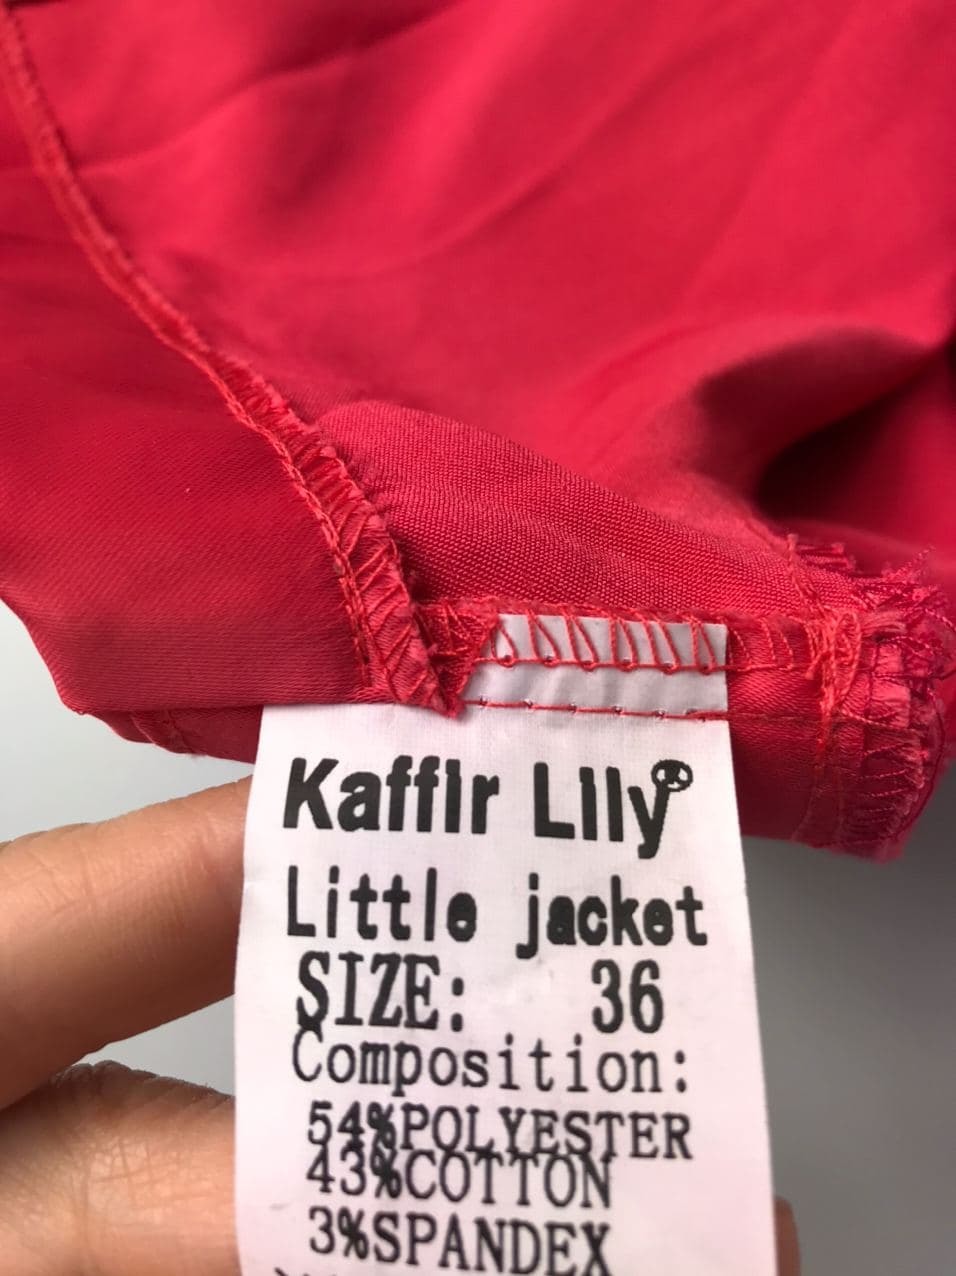 Kaffir Lily®
Little jacket
SIZE: 36
Composition:
54%POLYESTER
43%COTTON
3%SPANDEX